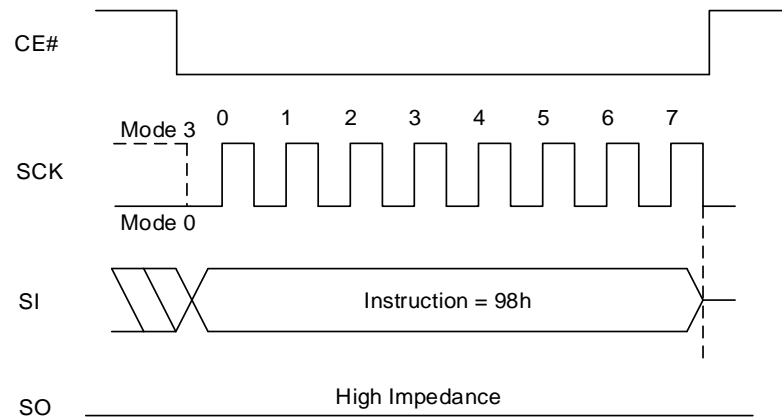 CE#
Mode 3
0 1 2 3 4 5 6 7
SCK
Mode 0
SI
Instruction = 98h
SO
High Impedance